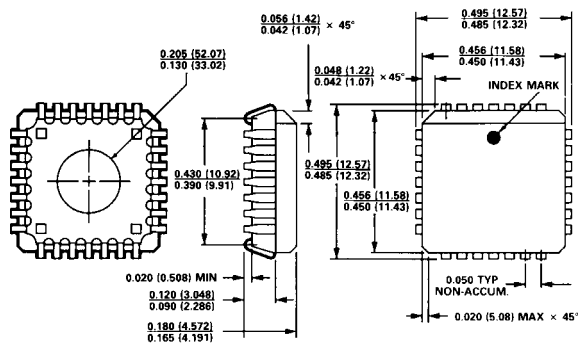 0.056 (1.42)
0.042 (1.07) × 45°
0.495 (12.57)
0.485 (12.32)
0.205 (52.07)
0.130 (33.02)
0.048 (1.22)
0.042 (1.07) × 45°
0.456 (11.58)
0.450 (11.43)
INDEX MARK
0.430 (10.92)
0.390 (9.91)
0.495 (12.57)
0.485 (12.32)
0.456 (11.58)
0.450 (11.43)
0.020 (0.508) MIN
0.050 TYP
NON-ACCUM.
0.120 (3.048)
0.090 (2.286)
0.020 (5.08) MAX × 45°
0.180 (4.572)
0.165 (4.191)